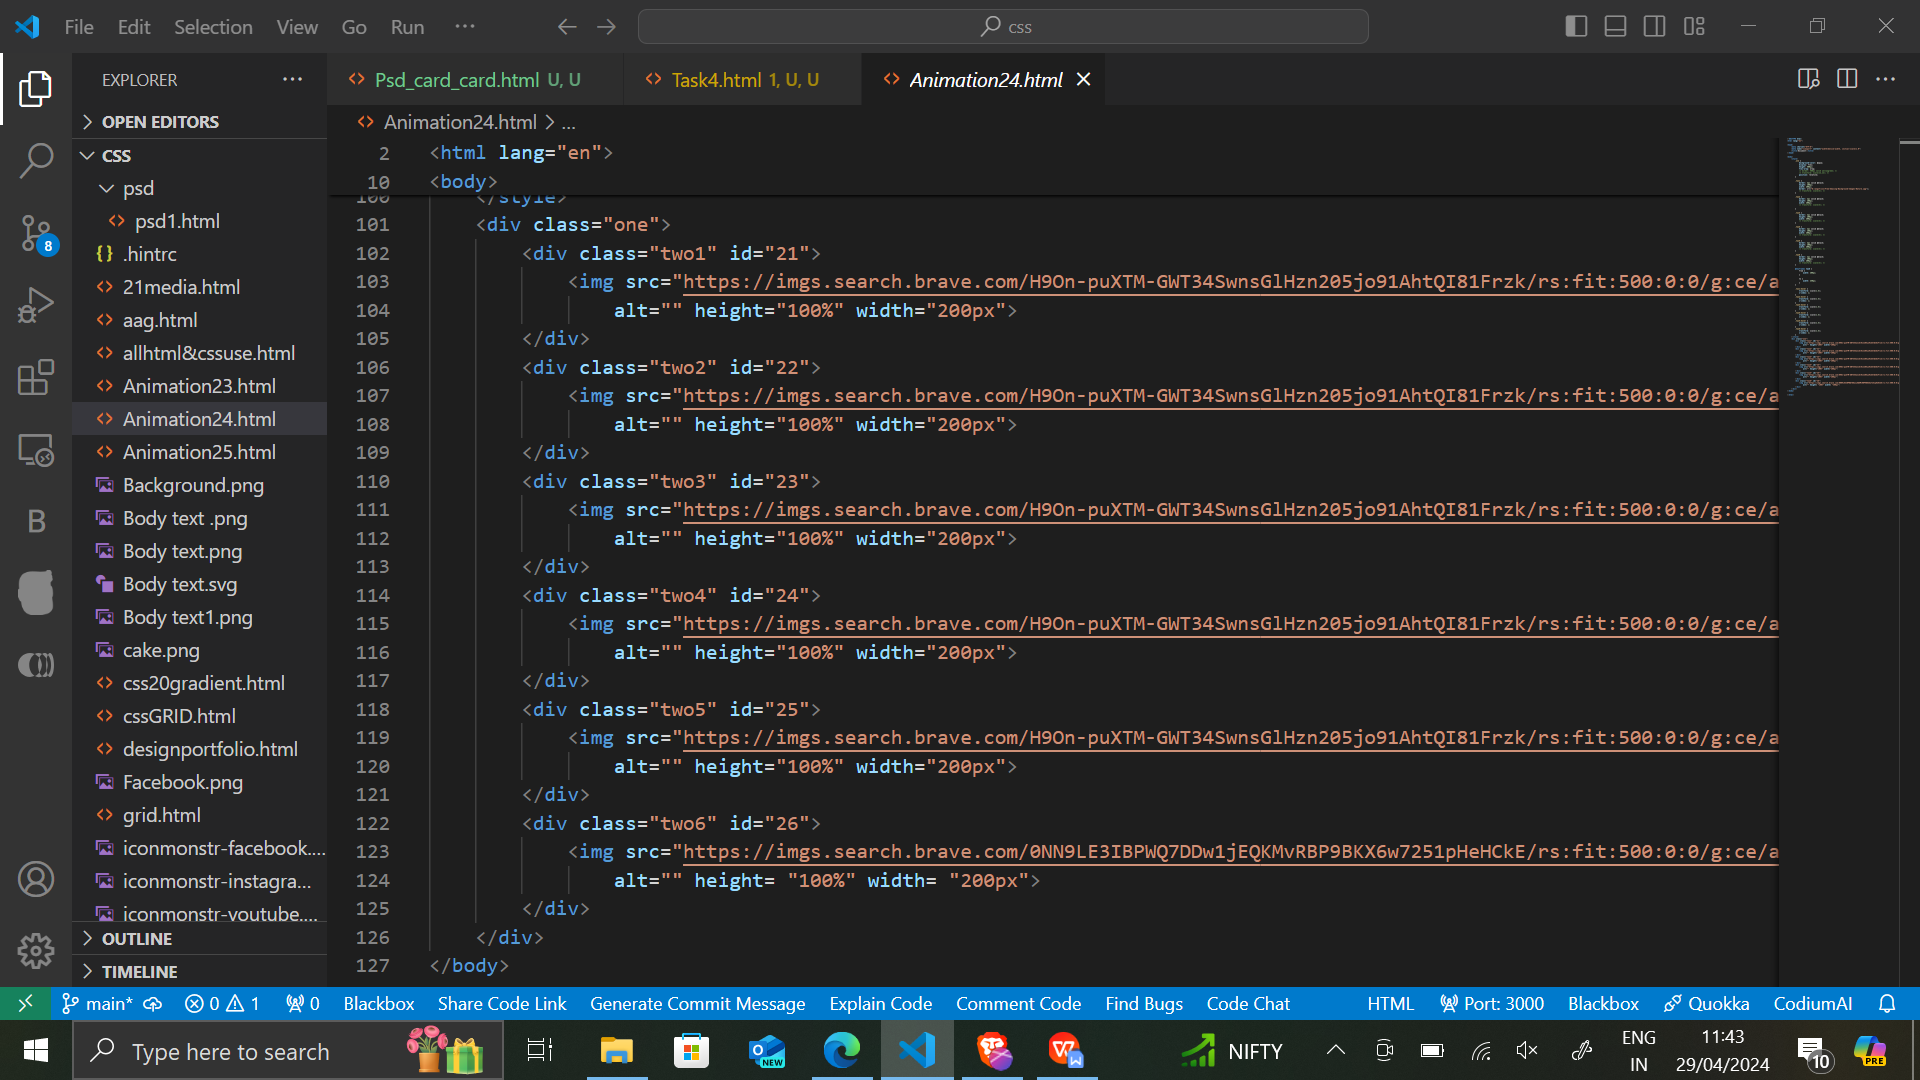 File Edit Selection View Go Run ···
css
EXPLORER ···
OPEN EDITORS
CSS
psd
psd1.html
{} .hintrc
21media.html
aag.html
allhtml&cssuse.html
Animation23.html
Animation24.html
Animation25.html
Background.png
Body text .png
Body text.png
Body text.svg
Body text1.png
cake.png
css20gradient.html
cssGRID.html
designportfolio.html
Facebook.png
grid.html
iconmonstr-facebook....
iconmonstr-instagra...
iconmonstr-youtube....
OUTLINE
TIMELINE
8
B
Psd_card_card.html U, U
Task4.html 1, U, U
Animation24.html
Animation24.html > ...
2 <html lang="en">
10 <body>
100 </style>
101 <div class="one">
102 <div class="two1" id="21">
103 <img src="https://imgs.search.brave.com/H9On-puXTM-GWT34SwnsGlHzn205jo91AhtQI81Frzk/rs:fit:500:0:0/g:ce/a
104 alt="" height="100%" width="200px">
105 </div>
106 <div class="two2" id="22">
107 <img src="https://imgs.search.brave.com/H9On-puXTM-GWT34SwnsGlHzn205jo91AhtQI81Frzk/rs:fit:500:0:0/g:ce/a
108 alt="" height="100%" width="200px">
109 </div>
110 <div class="two3" id="23">
111 <img src="https://imgs.search.brave.com/H9On-puXTM-GWT34SwnsGlHzn205jo91AhtQI81Frzk/rs:fit:500:0:0/g:ce/a
112 alt="" height="100%" width="200px">
113 </div>
114 <div class="two4" id="24">
115 <img src="https://imgs.search.brave.com/H9On-puXTM-GWT34SwnsGlHzn205jo91AhtQI81Frzk/rs:fit:500:0:0/g:ce/a
116 alt="" height="100%" width="200px">
117 </div>
118 <div class="two5" id="25">
119 <img src="https://imgs.search.brave.com/H9On-puXTM-GWT34SwnsGlHzn205jo91AhtQI81Frzk/rs:fit:500:0:0/g:ce/a
120 alt="" height="100%" width="200px">
121 </div>
122 <div class="two6" id="26">
123 <img src="https://imgs.search.brave.com/0NN9LE3IBPWQ7DDw1jEQKMvRBP9BKX6w7251pHeHCkE/rs:fit:500:0:0/g:ce/a
124 alt="" height= "100%" width= "200px">
125 </div>
126 </div>
127 </body>
main* 0 1 0 Blackbox Share Code Link Generate Commit Message Explain Code Comment Code Find Bugs Code Chat HTML Port: 3000 Blackbox Quokka CodiumAI
Type here to search
NEW
NIFTY
ENG
IN
11:43
29/04/2024
10
PRE